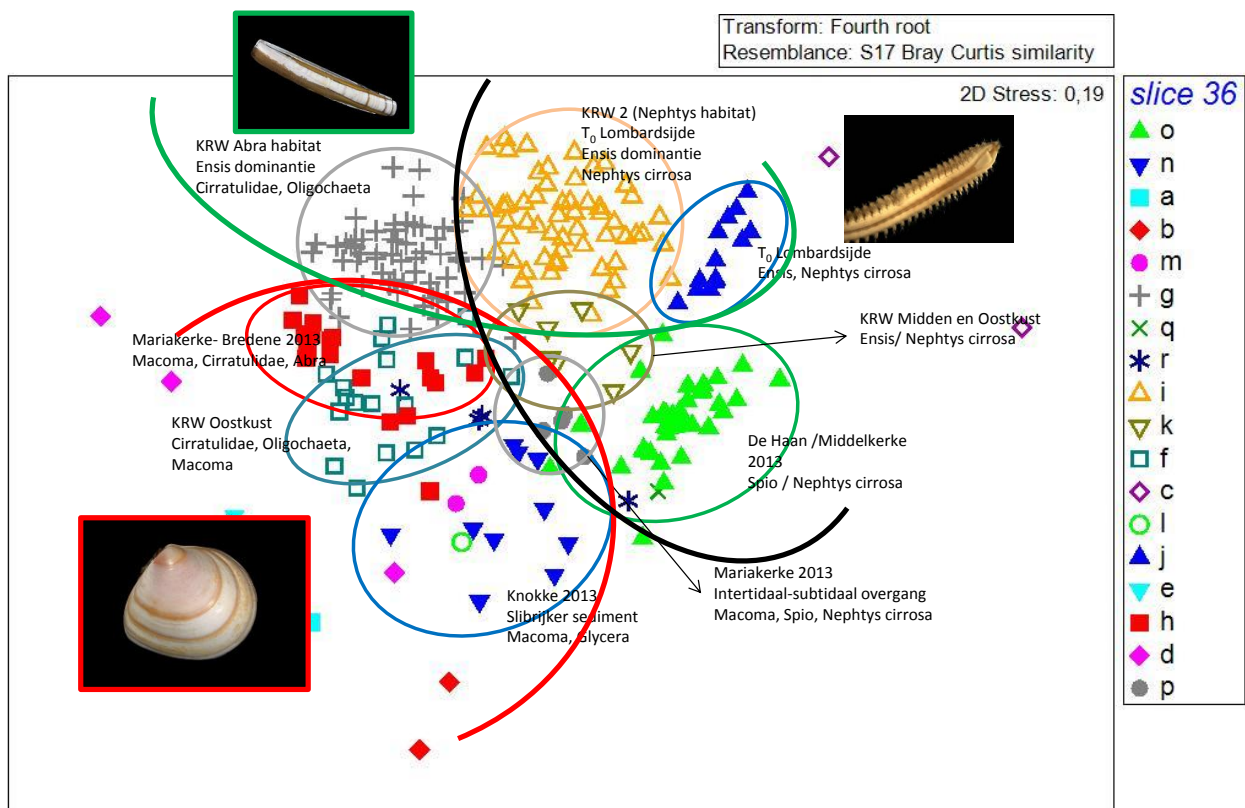 Transform: Fourth root
Resemblance: S17 Bray Curtis similarity
2D Stress: 0,19
KRW Abra habitat
Ensis dominantie
Cirratulidae, Oligochaeta
KRW 2 (Nephtys habitat)
T0 Lombardsijde
Ensis dominantie
Nephtys cirrosa
T0 Lombardsijde
Ensis, Nephtys cirrosa
KRW Midden en Oostkust
Ensis/ Nephtys cirrosa
Mariakerke- Bredene 2013
Macoma, Cirratulidae, Abra
KRW Oostkust
Cirratulidae, Oligochaeta,
Macoma
De Haan /Middelkerke
2013
Spio / Nephtys cirrosa
Mariakerke 2013
Intertidaal-subtidaal overgang
Macoma, Spio, Nephtys cirrosa
Knokke 2013
Slibrijker sediment
Macoma, Glycera
slice 36
o
n
a
b
m
g
q
r
i
k
f
c
l
j
e
h
d
p